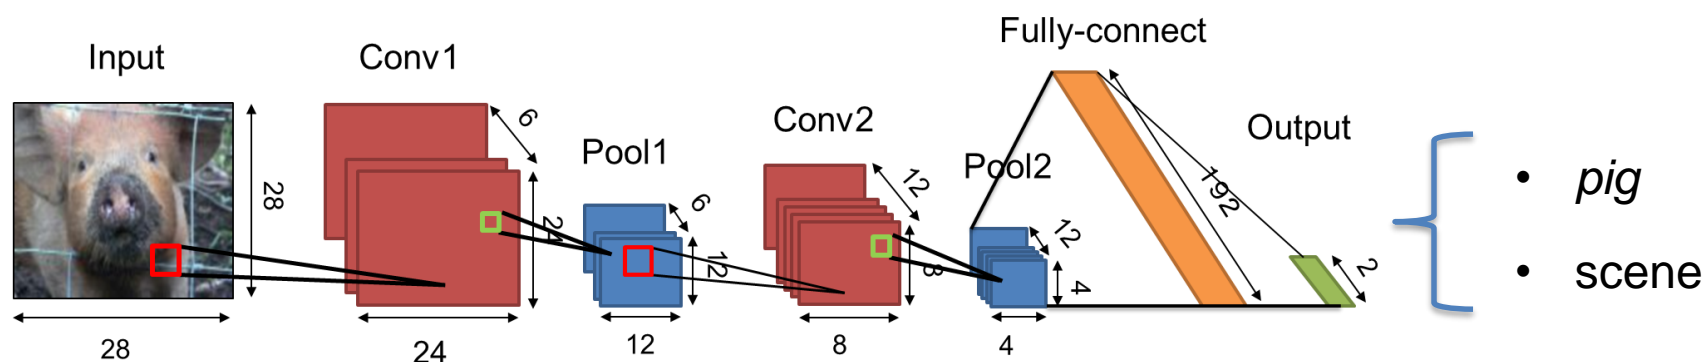 Input
28
28
Conv1
6
24
24
Pool1
6
12
12
Conv2
12
8
8
Pool2
12
4
4
Fully-connect
192
Output
2
• pig
• scene